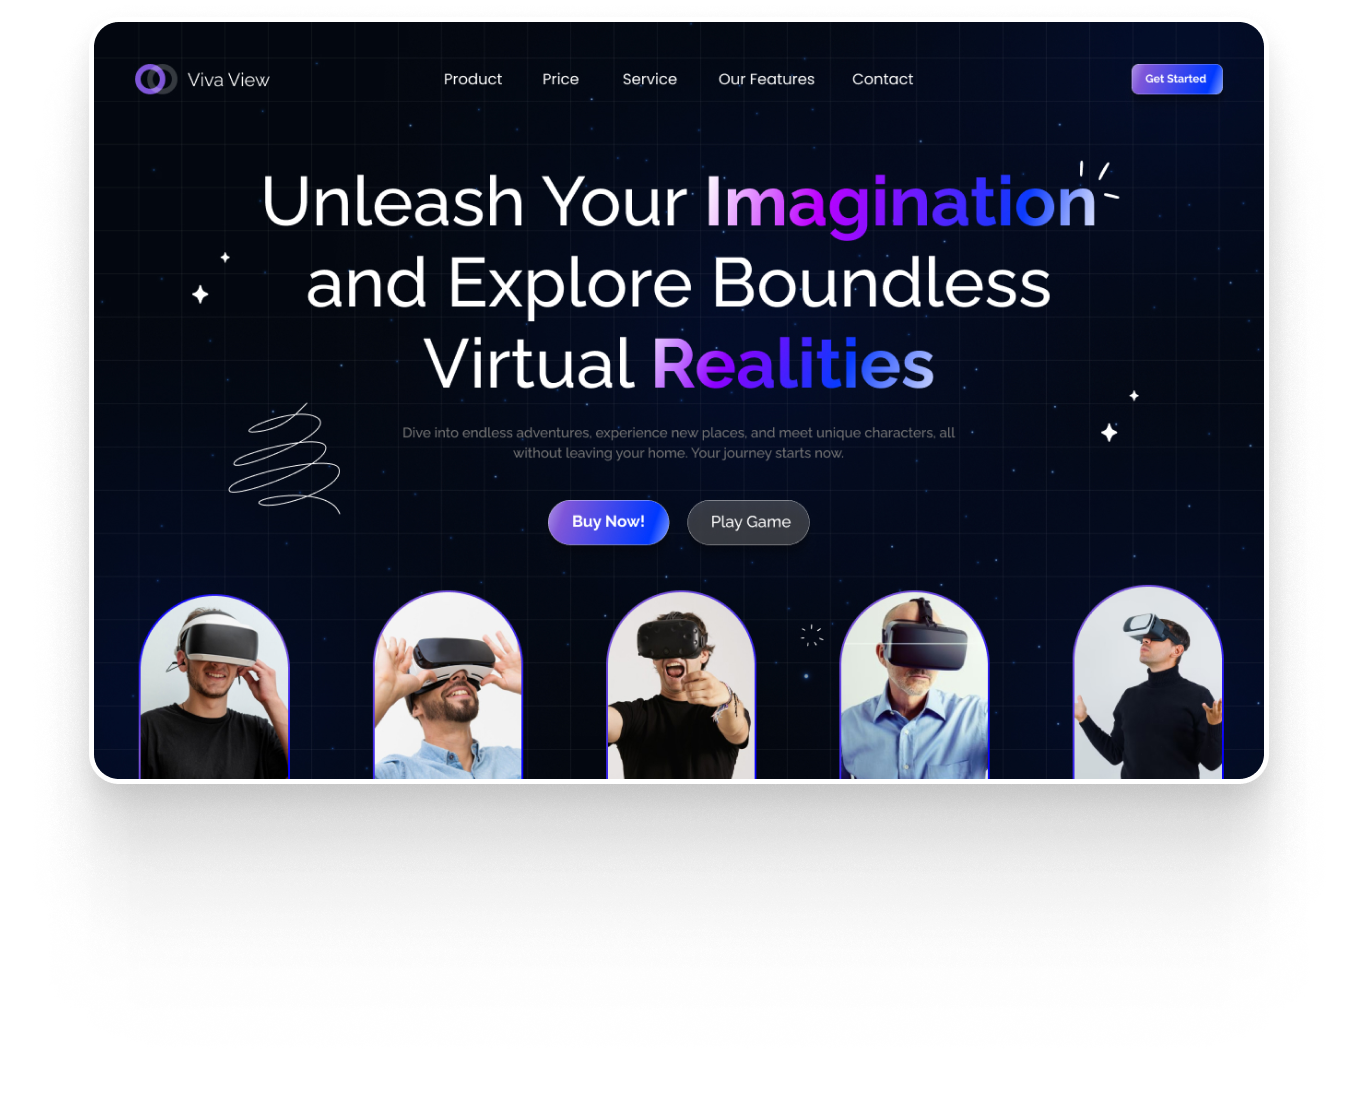 Viva View
Product
Price
Service
Our Features
Contact
Get Started
Unleash Your Imagination
and Explore Boundless
Virtual Realities
Dive into endless adventures, experience new places, and meet unique characters, all
without leaving your home. Your journey starts now.
Buy Now!
Play Game